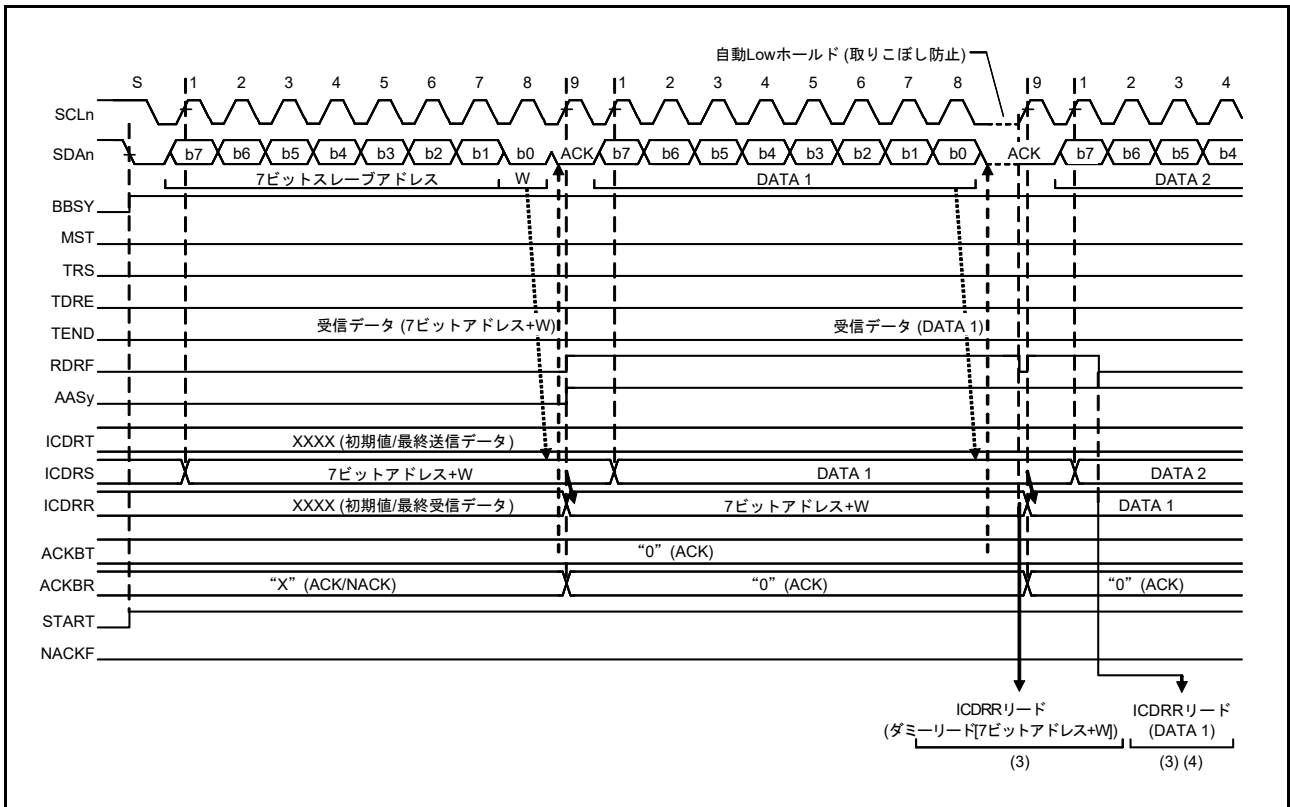 自動Lowホールド (取りこぼし防止)
S 1 2 3 4 5 6 7 8 9 1 2 3 4 5 6 7 8 9 1 2 3 4
SCLn
SDAn b7 b6 b5 b4 b3 b2 b1 b0 ACK b7 b6 b5 b4 b3 b2 b1 b0 ACK b7 b6 b5 b4
7ビットスレーブアドレス W DATA 1 DATA 2
BBSY
MST
TRS
TDRE
TEND 受信データ (7ビットアドレス+W) 受信データ (DATA 1)
RDRF
AASy
ICDRT XXXX (初期値/最終送信データ)
ICDRS 7ビットアドレス+W DATA 1 DATA 2
ICDRR XXXX (初期値/最終受信データ) 7ビットアドレス+W DATA 1
ACKBT “0” (ACK)
ACKBR “X” (ACK/NACK) “0” (ACK) “0” (ACK)
START
NACKF
ICDRRリード ICDRRリード
(ダミーリード[7ビットアドレス+W]) (DATA 1)
(3) (3) (4)